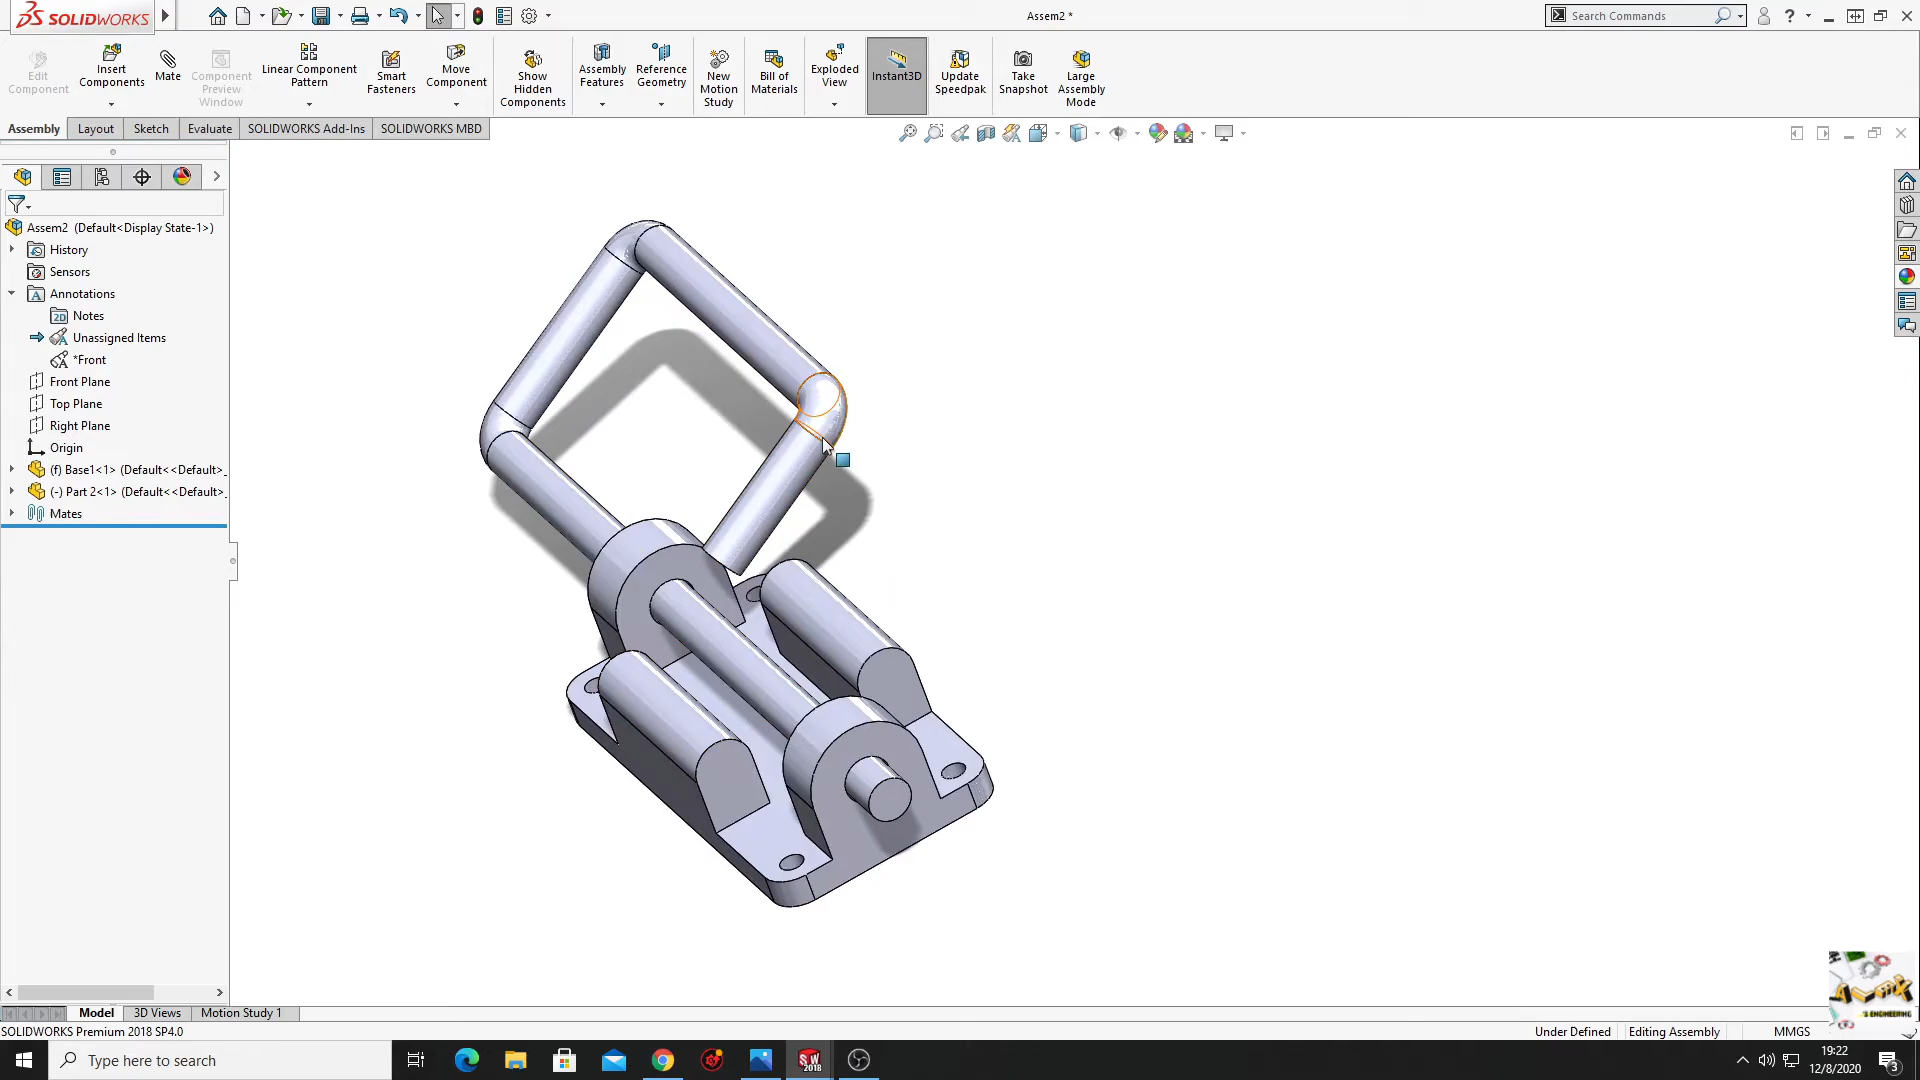 SOLIDWORKS
Assem2 *
Search Commands
Edit Component
Insert Components
Mate
Component Preview Window
Linear Component Pattern
Smart Fasteners
Move Component
Show Hidden Components
Assembly Features
Reference Geometry
New Motion Study
Bill of Materials
Exploded View
Instant3D
Update Speedpak
Take Snapshot
Large Assembly Mode
Assembly
Layout
Sketch
Evaluate
SOLIDWORKS Add-Ins
SOLIDWORKS MBD
Assem2 (Default<Display State-1>)
History
Sensors
Annotations
Notes
Unassigned Items
*Front
Front Plane
Top Plane
Right Plane
Origin
(f) Base1<1> (Default<<Default>_
(-) Part 2<1> (Default<<Default>_
Mates
Model
3D Views
Motion Study 1
SOLIDWORKS Premium 2018 SP4.0
Under Defined
Editing Assembly
MMGS
'S ENGINEERING
Type here to search
SW
2018
19:22
12/8/2020
3